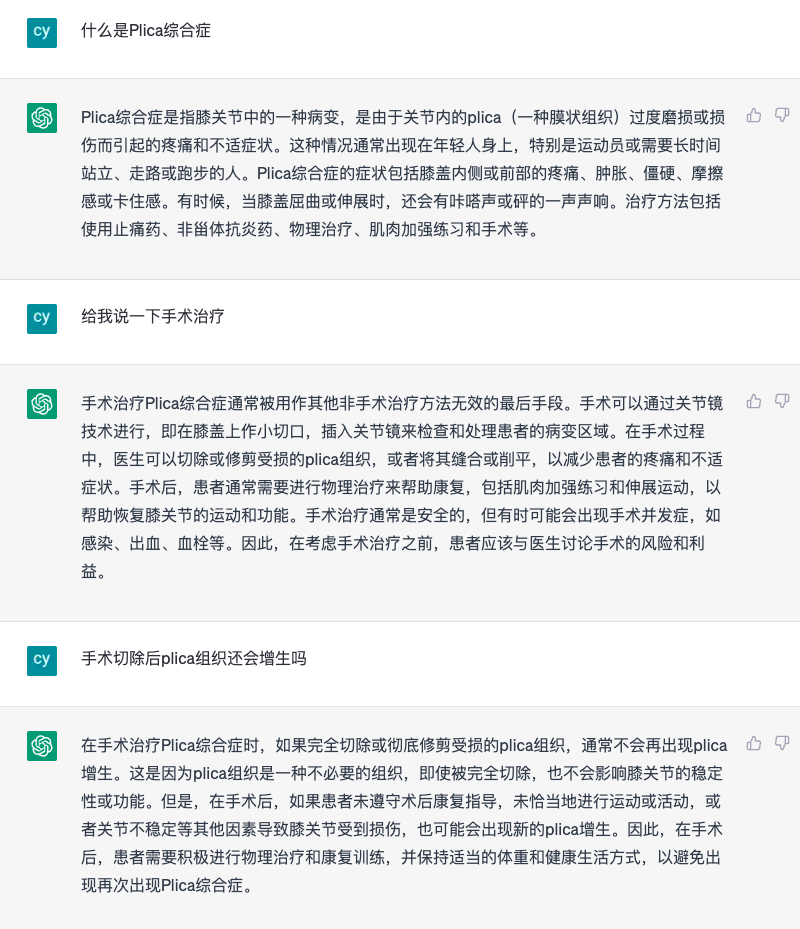 cy
什么是Plica综合症
Plica综合症是指膝关节中的一种病变，是由于关节内的plica（一种膜状组织）过度磨损或损
伤而引起的疼痛和不适症状。这种情况通常出现在年轻人身上，特别是运动员或需要长时间
站立、走路或跑步的人。Plica综合症的症状包括膝盖内侧或前部的疼痛、肿胀、僵硬、摩擦
感或卡住感。有时候，当膝盖屈曲或伸展时，还会有咔嗒声或砰的一声声响。治疗方法包括
使用止痛药、非甾体抗炎药、物理治疗、肌肉加强练习和手术等。
cy
给我说一下手术治疗
手术治疗Plica综合症通常被用作其他非手术治疗方法无效的最后手段。手术可以通过关节镜
技术进行，即在膝盖上作小切口，插入关节镜来检查和处理患者的病变区域。在手术过程
中，医生可以切除或修剪受损的plica组织，或者将其缝合或削平，以减少患者的疼痛和不适
症状。手术后，患者通常需要进行物理治疗来帮助康复，包括肌肉加强练习和伸展运动，以
帮助恢复膝关节的运动和功能。手术治疗通常是安全的，但有时可能会出现手术并发症，如
感染、出血、血栓等。因此，在考虑手术治疗之前，患者应该与医生讨论手术的风险和利
益。
cy
手术切除后plica组织还会增生吗
在手术治疗Plica综合症时，如果完全切除或彻底修剪受损的plica组织，通常不会再出现plica
增生。这是因为plica组织是一种不必要的组织，即使被完全切除，也不会影响膝关节的稳定
性或功能。但是，在手术后，如果患者未遵守术后康复指导，未恰当地进行运动或活动，或
者关节不稳定等其他因素导致膝关节受到损伤，也可能会出现新的plica增生。因此，在手术
后，患者需要积极进行物理治疗和康复训练，并保持适当的体重和健康生活方式，以避免出
现再次出现Plica综合症。